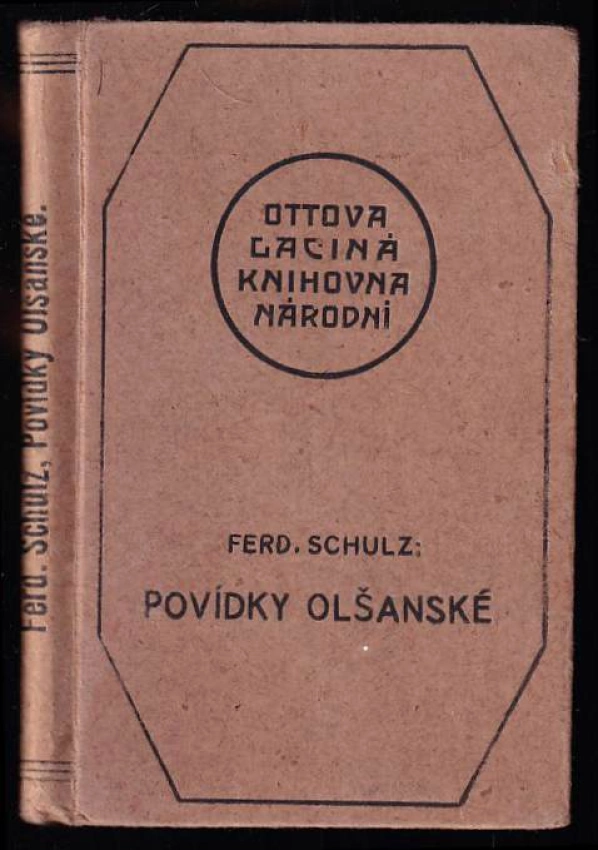 OTTOVA
LACINÁ
KNIHOVNA
NÁRODNÍ
FERD. SCHULZ:
POVÍDKY OLŠANSKÉ
Ferd. Schulz, Povídky Olšanské.